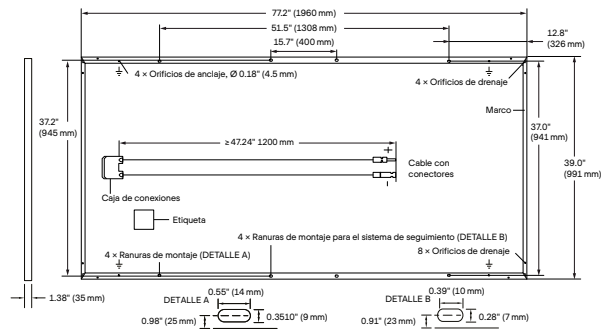 77.2" (1960 mm)
51.5" (1308 mm)
15.7" (400 mm)
12.8"
(326 mm)
4 × Orificios de anclaje, Ø 0.18" (4.5 mm)
4 × Orificios de drenaje
Marco
37.2"
(945 mm)
37.0"
(941 mm)
39.0"
(991 mm)
≥47.24" 1200 mm
+
-
Cable con
conectores
Caja de conexiones
Etiqueta
4 × Ranuras de montaje para el sistema de seguimiento (DETALLE B)
4 × Ranuras de montaje (DETALLE A)
8 × Orificios de drenaje
1.38" (35 mm)
DETALLE A
0.55" (14 mm)
0.98" (25 mm)
0.3510" (9 mm)
DETALLE B
0.39" (10 mm)
0.91" (23 mm)
0.28" (7 mm)